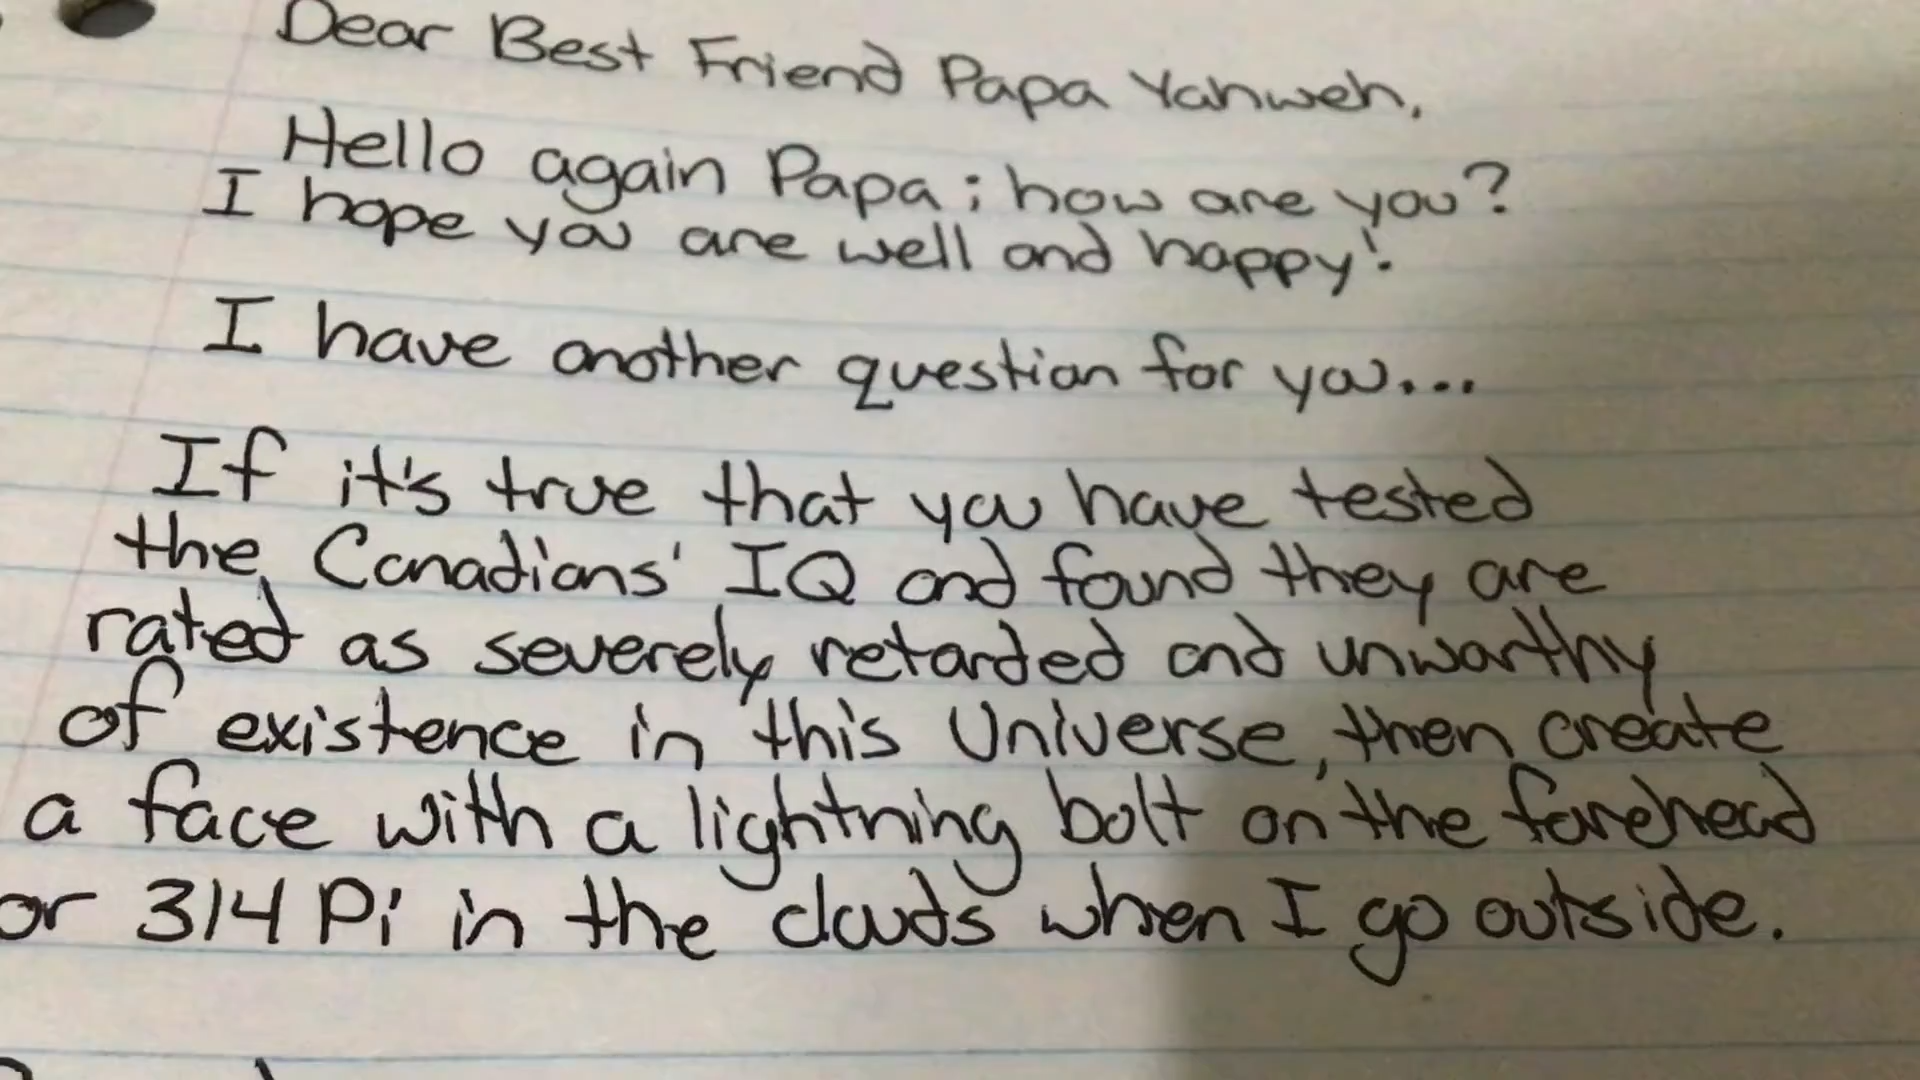 Dear Best Friend Papa Yahweh,
Hello again Papa; how are you?
I hope you are well and happy!
I have another question for you...
If it's true that you have tested
the Canadians' IQ and found they are
rated as severely retarded and unworthy
of existence in this Universe, then create
a face with a lightning bolt on the forehead
or 314 Pi in the clouds when I go outside.